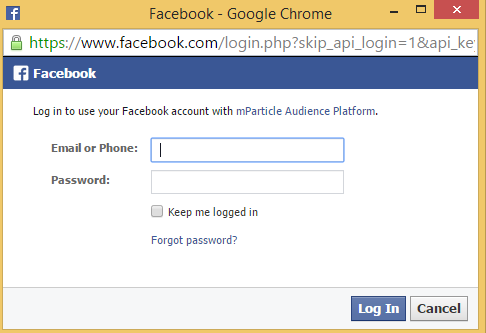 Facebook - Google Chrome
https://www.facebook.com/login.php?skip_api_login=1&api_ke
Facebook
Log in to use your Facebook account with mParticle Audience Platform.
Email or Phone:
Password:
Keep me logged in
Forgot password?
Log In Cancel